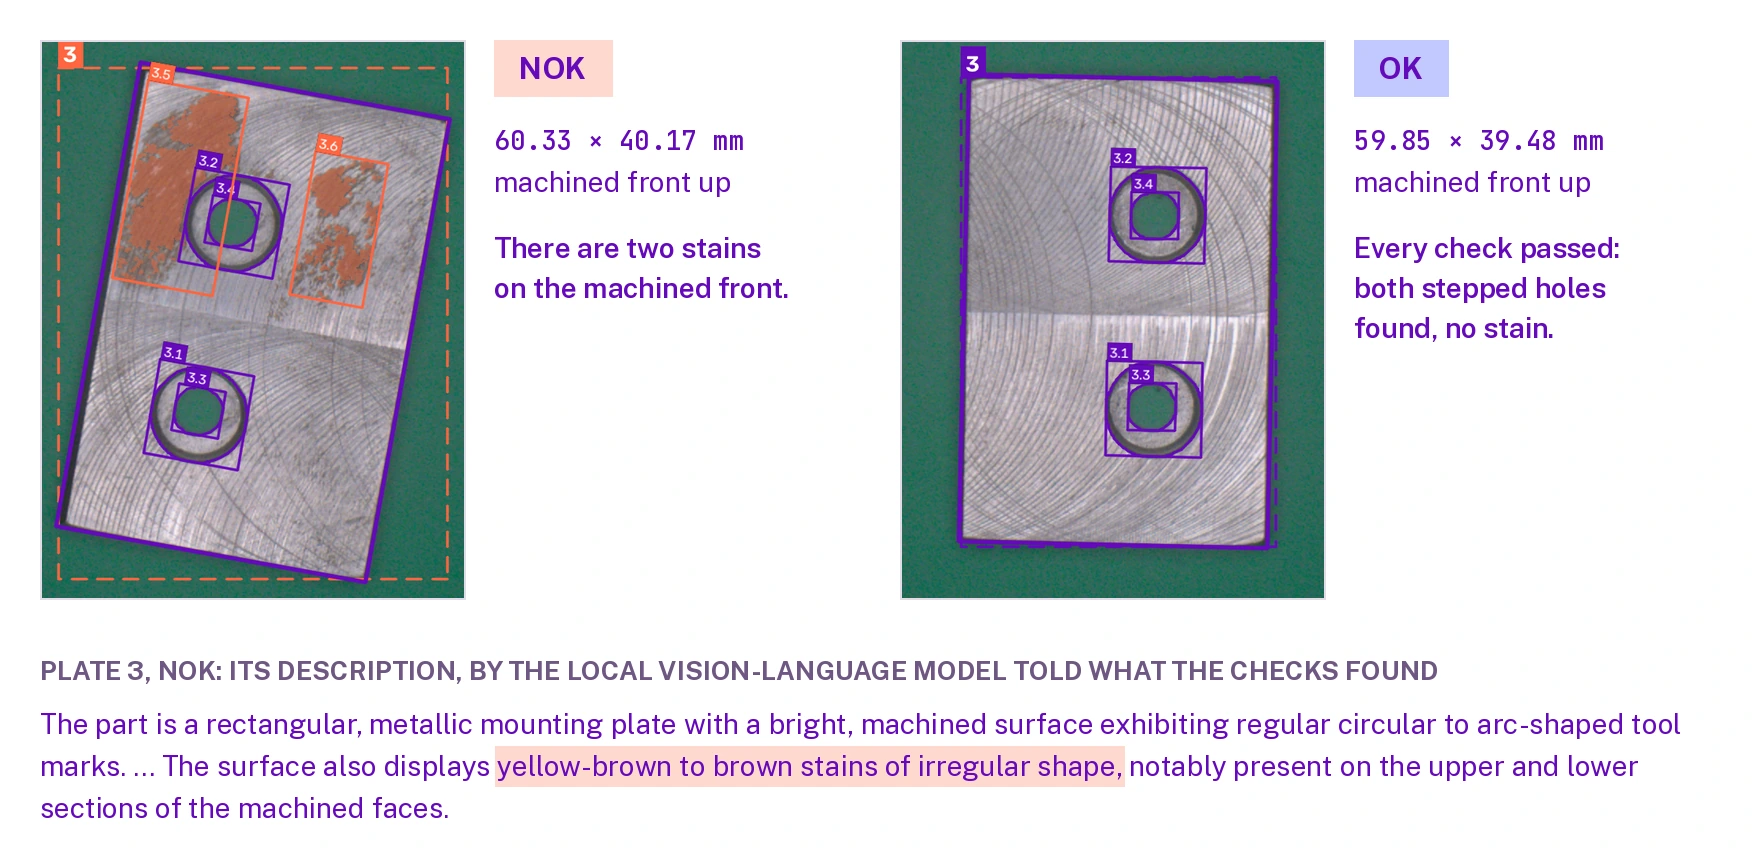 3
3.5
3.6
3.2
3.4
3.1
3.3
NOK
60.33 × 40.17 mm
machined front up
There are two stains
on the machined front.
3
3.2
3.4
3.1
3.3
OK
59.85 × 39.48 mm
machined front up
Every check passed:
both stepped holes
found, no stain.
PLATE 3, NOK: ITS DESCRIPTION, BY THE LOCAL VISION-LANGUAGE MODEL TOLD WHAT THE CHECKS FOUND
The part is a rectangular, metallic mounting plate with a bright, machined surface exhibiting regular circular to arc-shaped tool
marks. ... The surface also displays yellow-brown to brown stains of irregular shape, notably present on the upper and lower
sections of the machined faces.